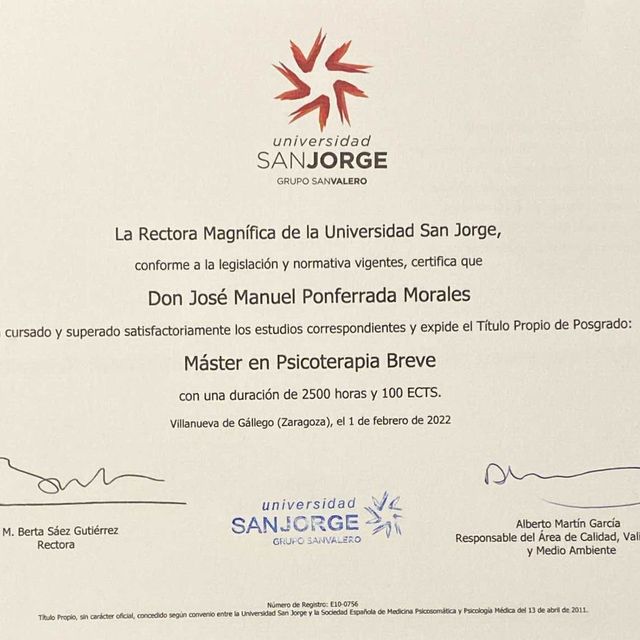 universidad
SANJORGE
GRUPO SANVALERO
La Rectora Magnífica de la Universidad San Jorge,
conforme a la legislación y normativa vigentes, certifica que
Don José Manuel Ponferrada Morales
cursado y superado satisfactoriamente los estudios correspondientes y expide el Título Propio de Posgrado:
Máster en Psicoterapia Breve
con una duración de 2500 horas y 100 ECTS.
Villanueva de Gállego (Zaragoza), el 1 de febrero de 2022
universidad
SANJORGE
GRUPO SANVALERO
M. Berta Sáez Gutiérrez
Rectora
Alberto Martín García
Responsable del Área de Calidad, Vali
y Medio Ambiente
Número de Registro: E10-0756
Título Propio, sin carácter oficial, concedido según convenio entre la Universidad San Jorge y la Sociedad Española de Medicina Psicosomática y Psicología Médica del 13 de abril de 2011.